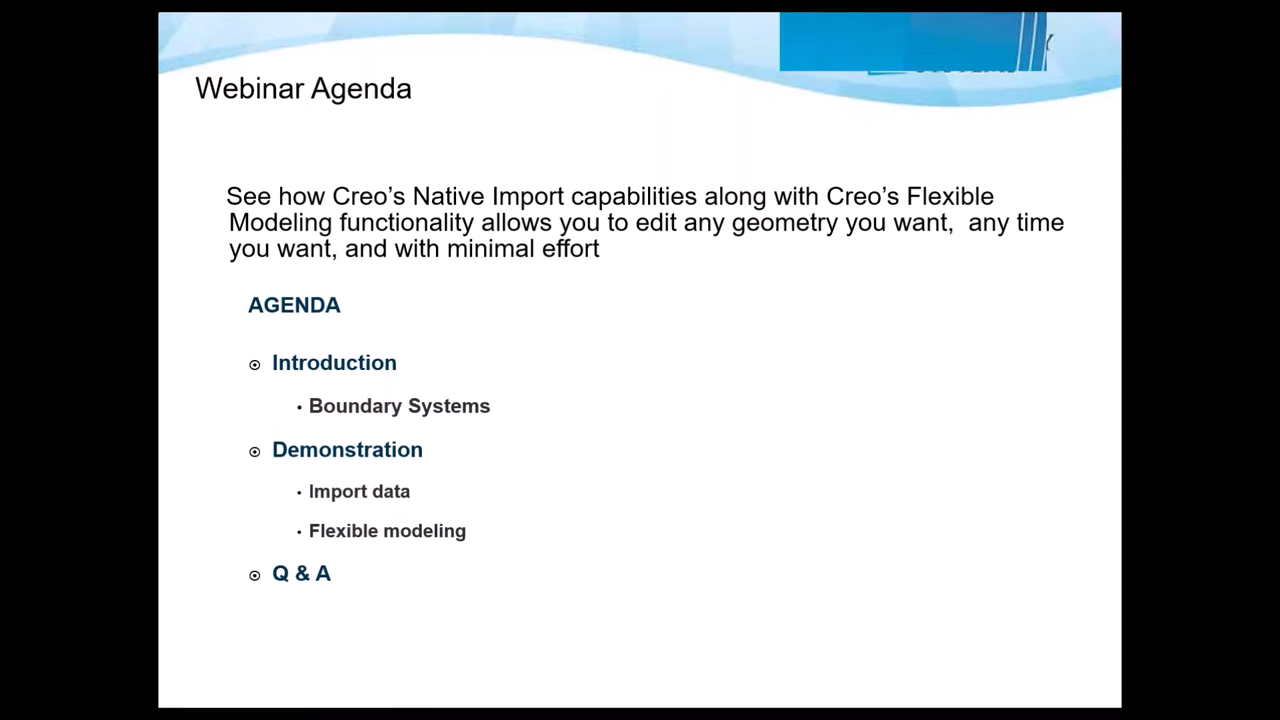 Webinar Agenda
See how Creo’s Native Import capabilities along with Creo’s Flexible
Modeling functionality allows you to edit any geometry you want,  any time
you want, and with minimal effort
AGENDA
Introduction
Boundary Systems
Demonstration
Import data
Flexible modeling
Q & A